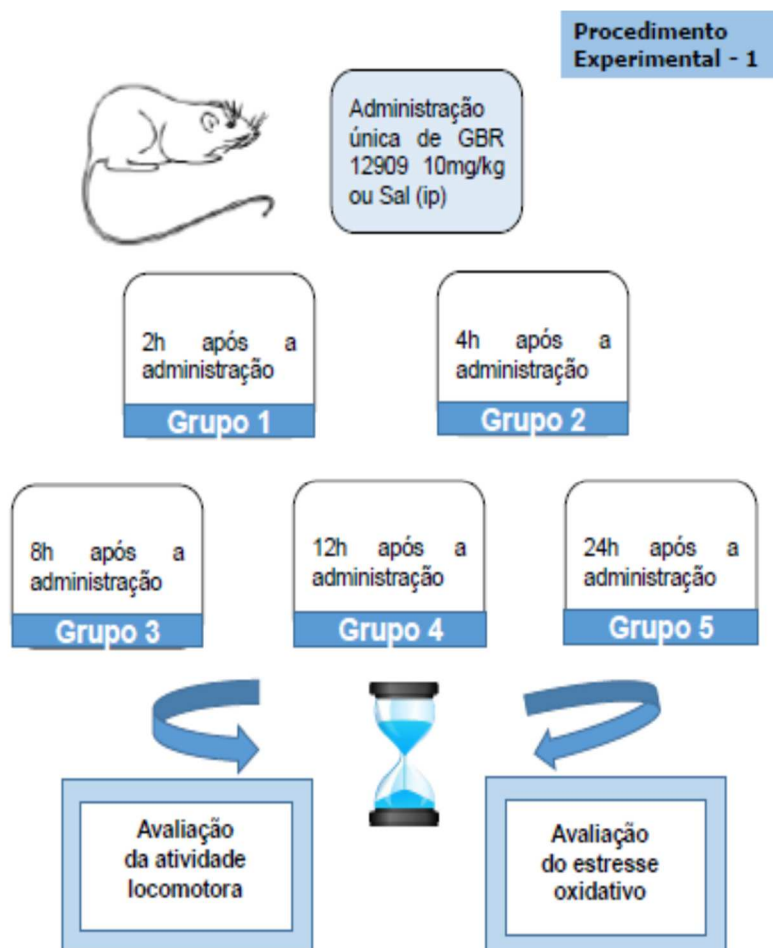 Procedimento
Experimental - 1
Administração
única de GBR
12909 10mg/kg
ou Sal (ip)
2h após a
administração
Grupo 1
4h após a
administração
Grupo 2
8h após a
administração
Grupo 3
12h após a
administração
Grupo 4
24h após a
administração
Grupo 5
Avaliação
da atividade
locomotora
Avaliação
do estresse
oxidativo